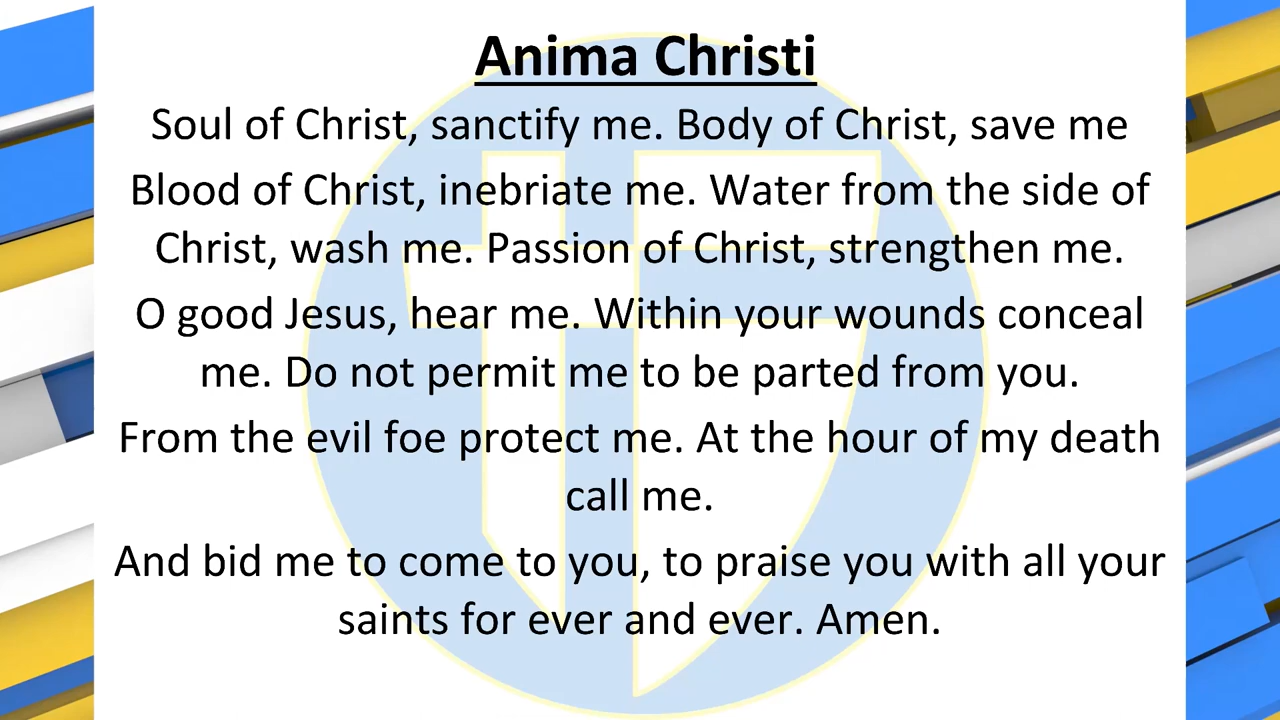 Anima Christi
Soul of Christ, sanctify me. Body of Christ, save me
Blood of Christ, inebriate me. Water from the side of
Christ, wash me. Passion of Christ, strengthen me.
O good Jesus, hear me. Within your wounds conceal
me. Do not permit me to be parted from you.
From the evil foe protect me. At the hour of my death
call me.
And bid me to come to you, to praise you with all your
saints for ever and ever. Amen.